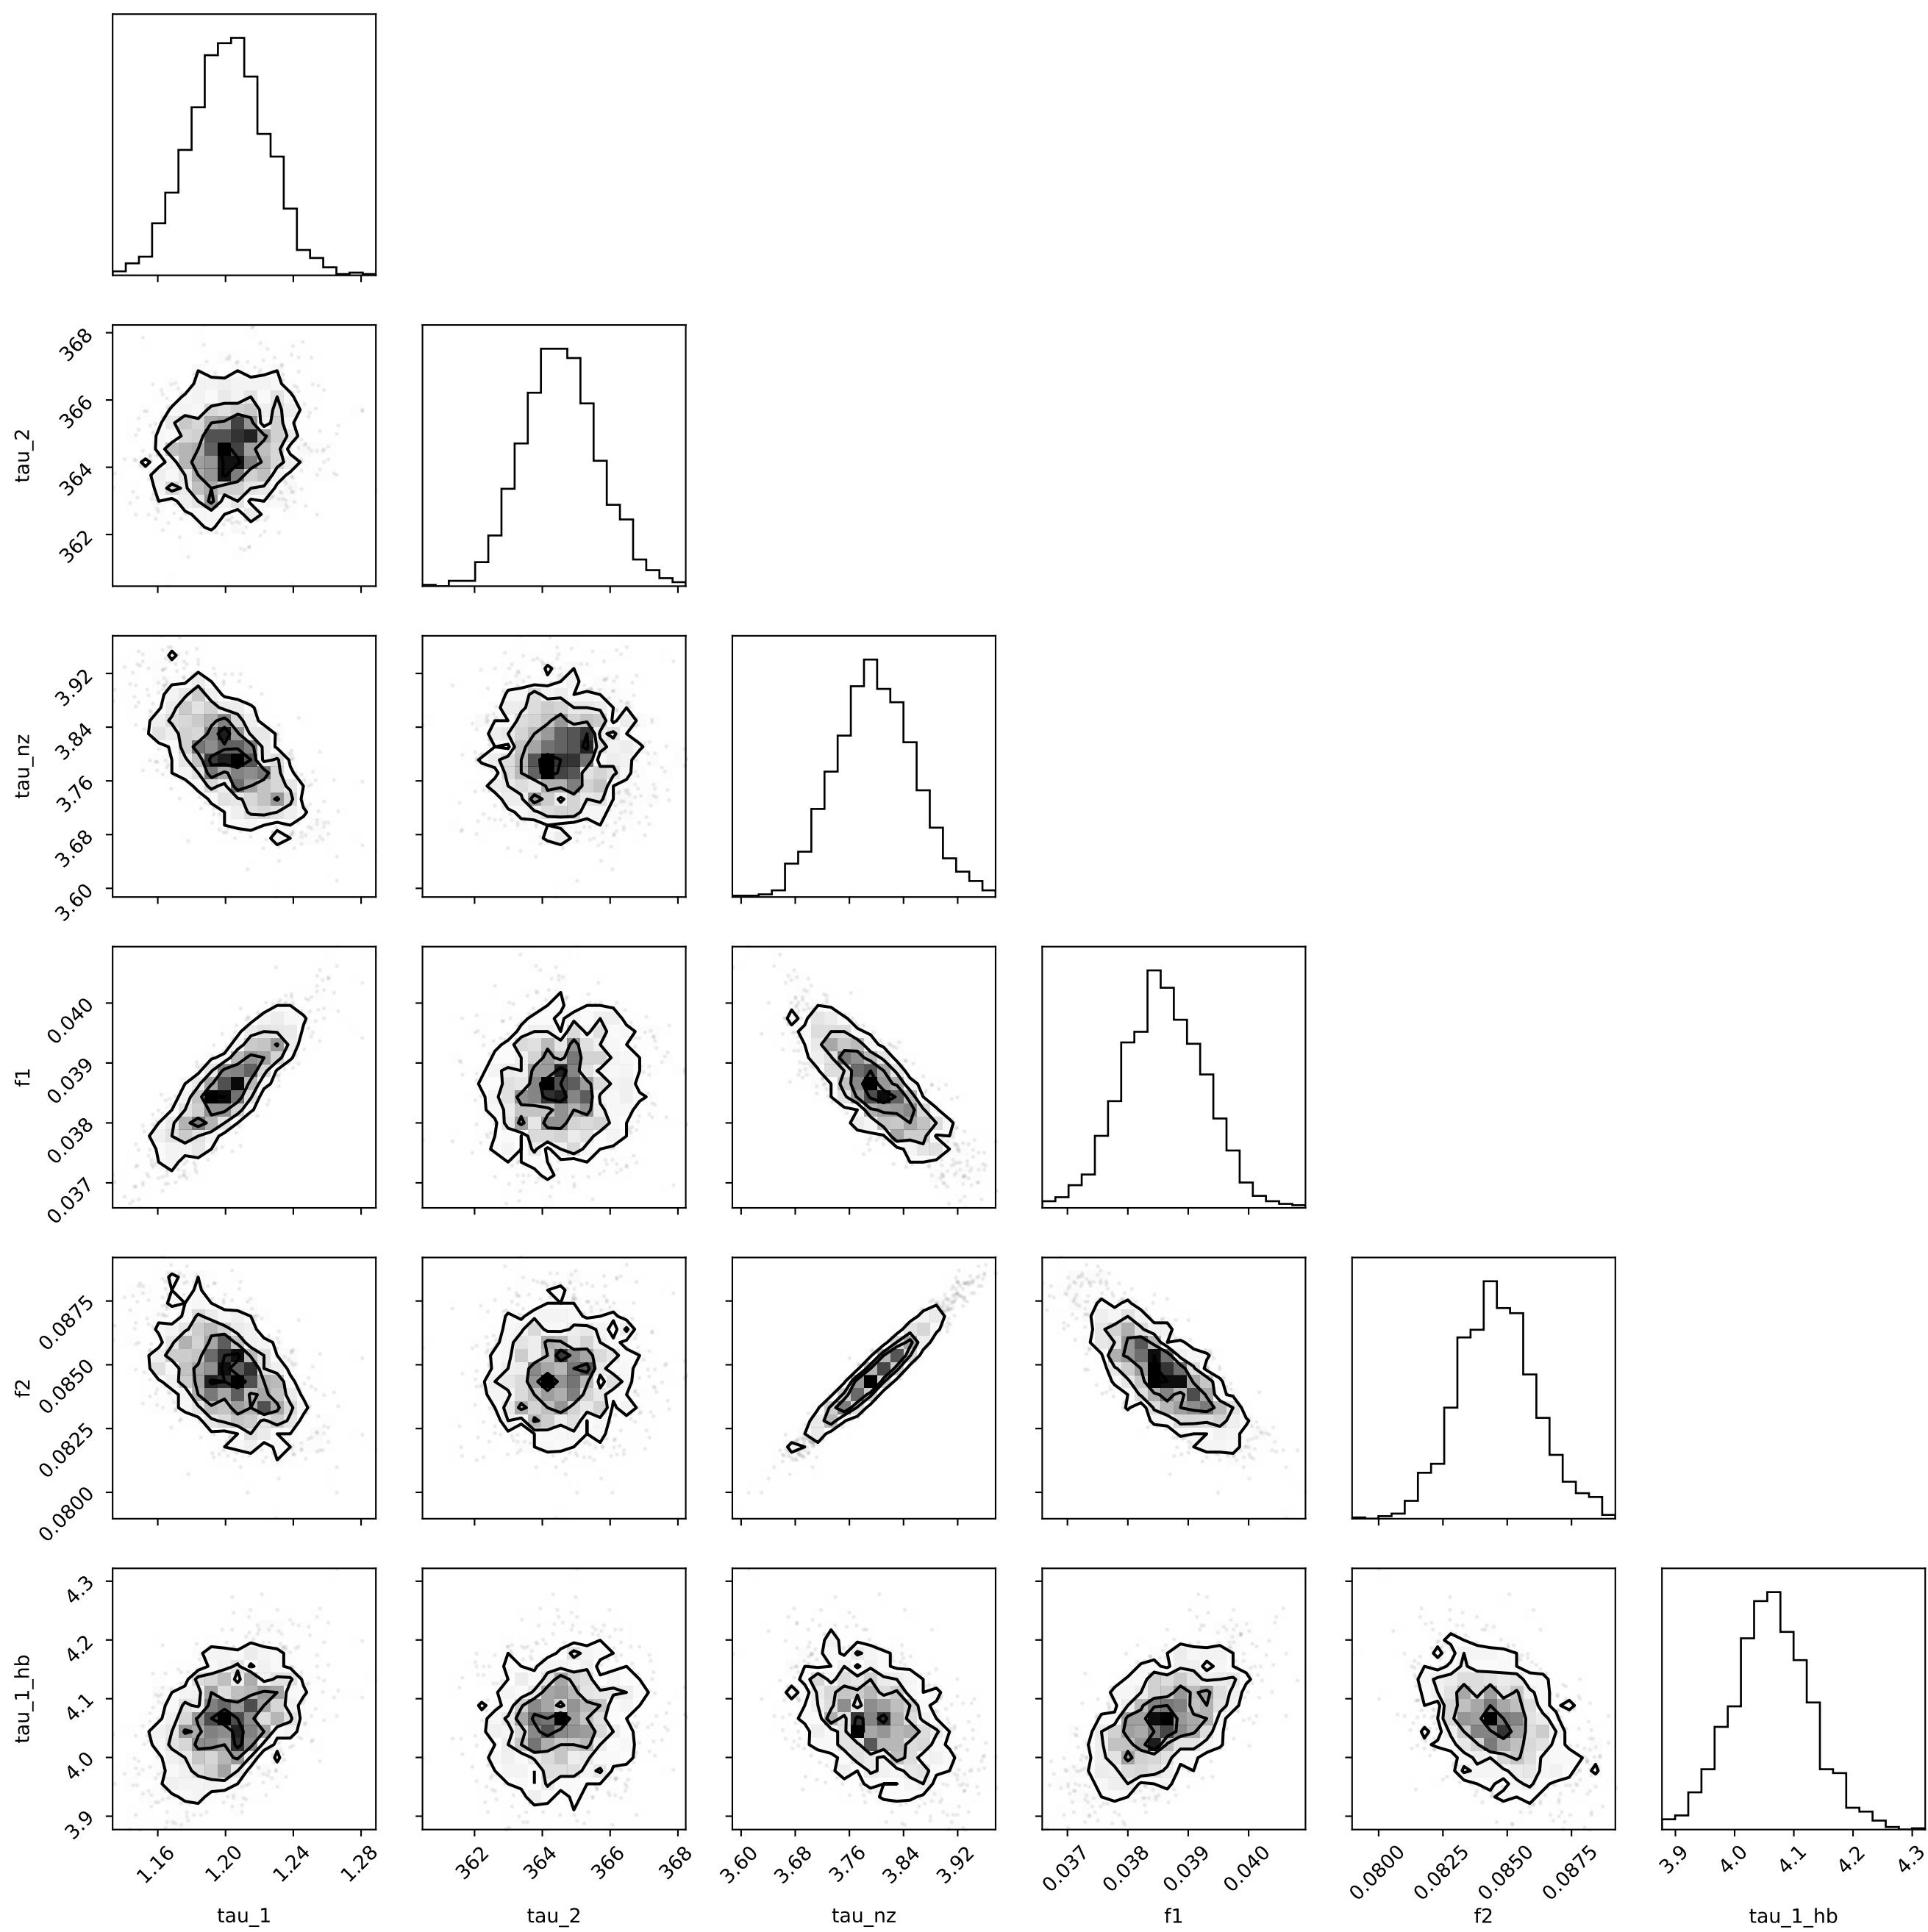 368
366
364
362
tau_2
3.92
3.84
3.76
3.68
3.60
tau_nz
0.040
0.039
0.038
0.037
f1
0.0875
0.0850
0.0825
0.0800
f2
4.3
4.2
4.1
4.0
3.9
tau_1_hb
1.16 1.20 1.24 1.28
362 364 366 368
3.60 3.68 3.76 3.84 3.92
0.037 0.038 0.039 0.040
0.0800 0.0825 0.0850 0.0875
3.9 4.0 4.1 4.2 4.3
tau_1 tau_2 tau_nz f1 f2 tau_1_hb